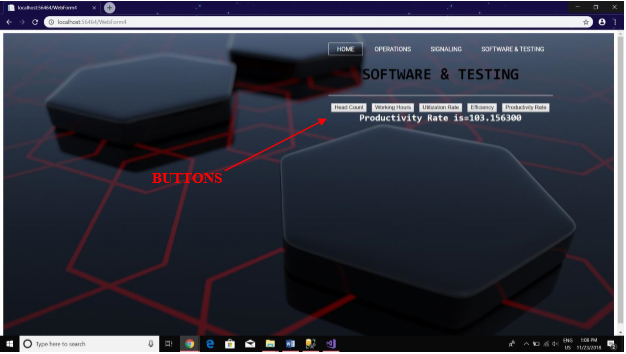 localhost:56464/WebForm4
localhost:56464/WebForm4
HOME OPERATIONS SIGNALING SOFTWARE & TESTING
SOFTWARE & TESTING
Head Count Working Hours Utilization Rate Efficiency Productivity Rate
Productivity Rate is=103.156300
BUTTONS
Type here to search
ENG 1:08 PM
US 11/23/2018